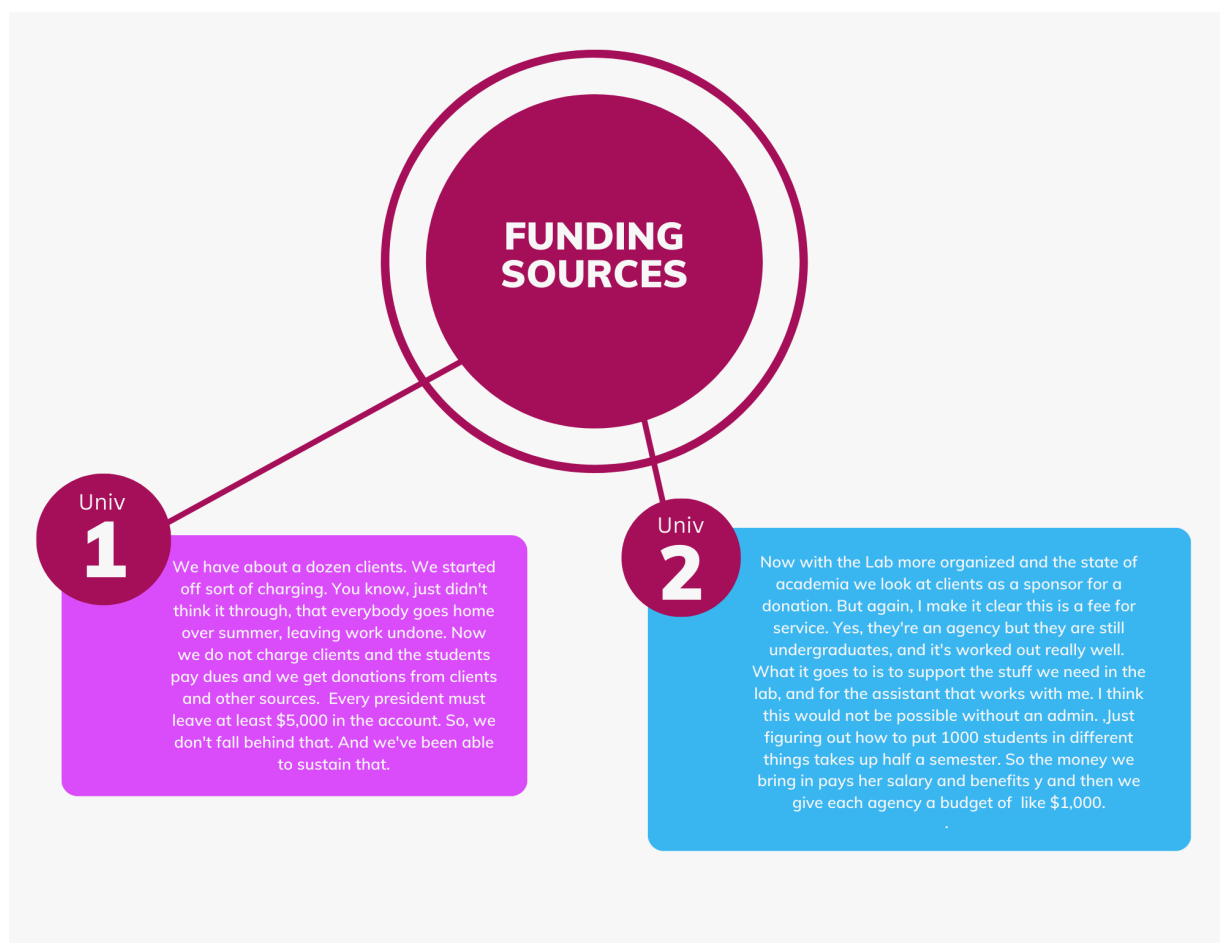 FUNDING
SOURCES
Univ
1
We have about a dozen clients. We started
off sort of charging. You know, just didn't
think it through, that everybody goes home
over summer, leaving work undone. Now
we do not charge clients and the students
pay dues and we get donations from clients
and other sources.  Every president must
leave at least $5,000 in the account. So, we
don't fall behind that. And we've been able
to sustain that.
Univ
2
Now with the Lab more organized and the state of
academia we look at clients as a sponsor for a
donation. But again, I make it clear this is a fee for
service. Yes, they're an agency but they are still
undergraduates, and it's worked out really well.
What it goes to is to support the stuff we need in the
lab, and for the assistant that works with me. I think
this would not be possible without an admin. ,Just
figuring out how to put 1000 students in different
things takes up half a semester. So the money we
bring in pays her salary and benefits y and then we
give each agency a budget of  like $1,000.
.